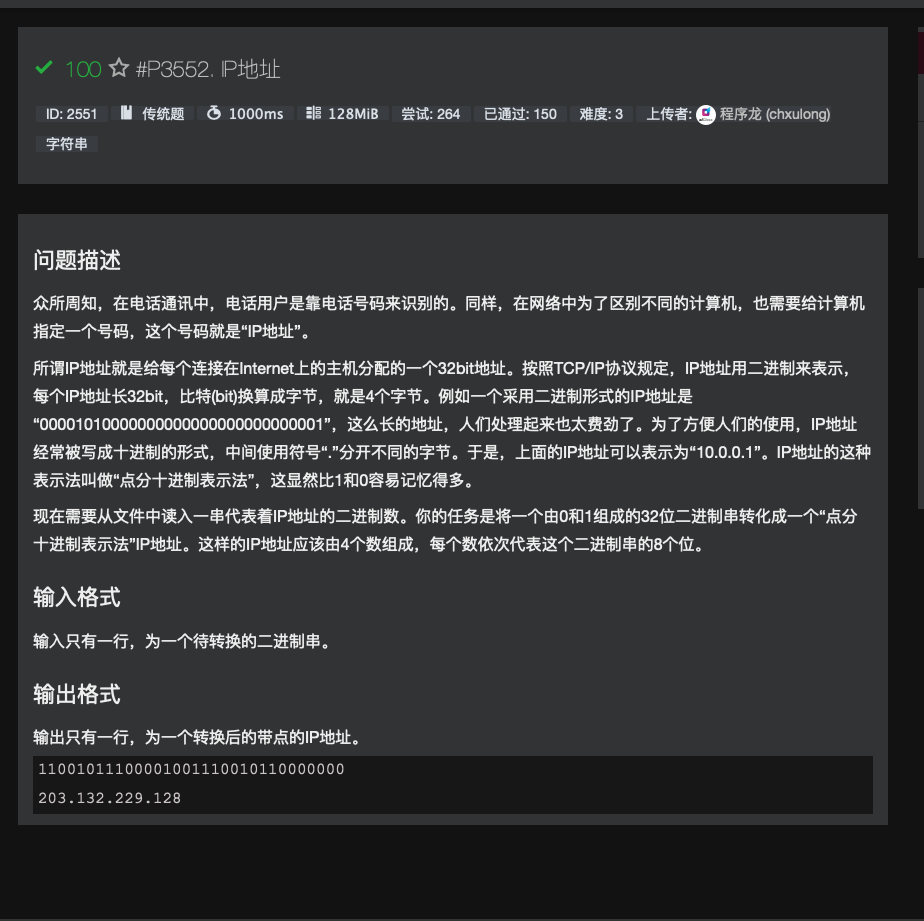 100 #P3552. IP地址
ID: 2551 传统题 1000ms 128MiB 尝试: 264 已通过: 150 难度: 3 上传者: 程序龙 (chxulong)
字符串
问题描述
众所周知，在电话通讯中，电话用户是靠电话号码来识别的。同样，在网络中为了区别不同的计算机，也需要给计算机
指定一个号码，这个号码就是“IP地址”。
所谓IP地址就是给每个连接在Internet上的主机分配的一个32bit地址。按照TCP/IP协议规定，IP地址用二进制来表示，
每个IP地址长32bit，比特(bit)换算成字节，就是4个字节。例如一个采用二进制形式的IP地址是
“00001010000000000000000000000001”，这么长的地址，人们处理起来也太费劲了。为了方便人们的使用，IP地址
经常被写成十进制的形式，中间使用符号“.”分开不同的字节。于是，上面的IP地址可以表示为“10.0.0.1”。IP地址的这种
表示法叫做“点分十进制表示法”，这显然比1和0容易记忆得多。
现在需要从文件中读入一串代表着IP地址的二进制数。你的任务是将一个由0和1组成的32位二进制串转化成一个“点分
十进制表示法”IP地址。这样的IP地址应该由4个数组成，每个数依次代表这个二进制串的8个位。
输入格式
输入只有一行，为一个待转换的二进制串。
输出格式
输出只有一行，为一个转换后的带点的IP地址。
11001011100001001110010110000000
203.132.229.128